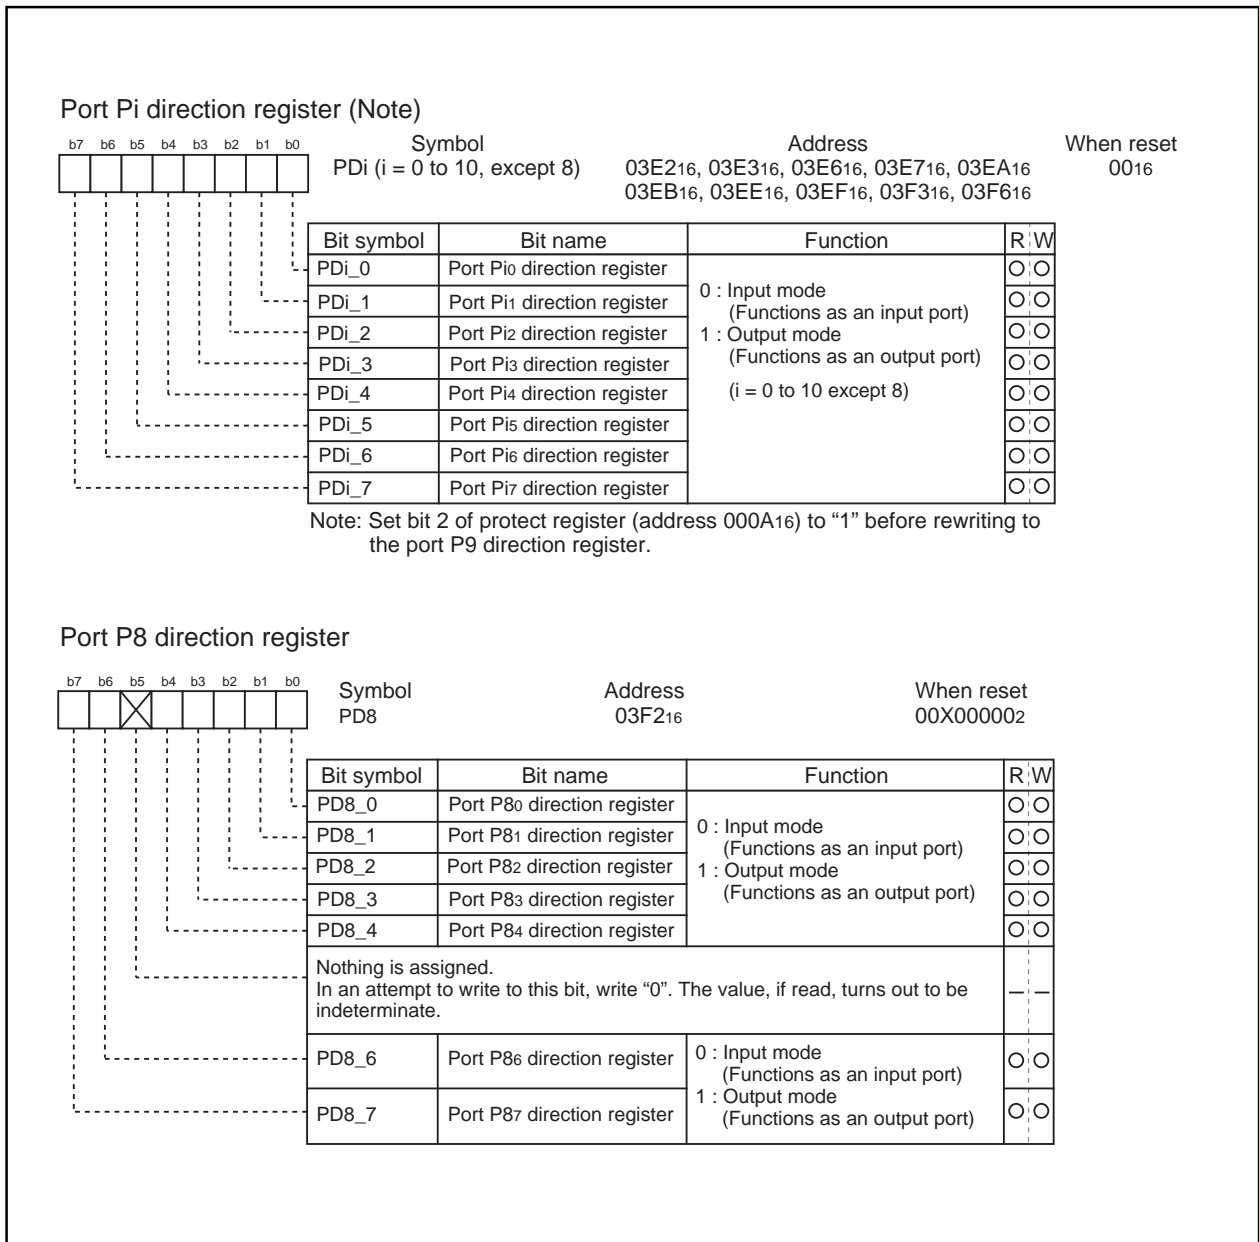 Port Pi direction register (Note)
b7 b6 b5 b4 b3 b2 b1 b0
Symbol Address When reset
PDi (i = 0 to 10, except 8) 03E216, 03E316, 03E616, 03E716, 03EA16 0016
03EB16, 03EE16, 03EF16, 03F316, 03F616
Bit symbol Bit name Function R W
PDi_0 Port Pi0 direction register
PDi_1 Port Pi1 direction register
PDi_2 Port Pi2 direction register
PDi_3 Port Pi3 direction register
PDi_4 Port Pi4 direction register
PDi_5 Port Pi5 direction register
PDi_6 Port Pi6 direction register
PDi_7 Port Pi7 direction register
0 : Input mode
(Functions as an input port)
1 : Output mode
(Functions as an output port)
(i = 0 to 10 except 8)
Note: Set bit 2 of protect register (address 000A16) to “1” before rewriting to
the port P9 direction register.
Port P8 direction register
b7 b6 b5 b4 b3 b2 b1 b0
Symbol Address When reset
PD8 03F216 00X000002
Bit symbol Bit name Function R W
PD8_0 Port P80 direction register
PD8_1 Port P81 direction register
PD8_2 Port P82 direction register
PD8_3 Port P83 direction register
PD8_4 Port P84 direction register
0 : Input mode
(Functions as an input port)
1 : Output mode
(Functions as an output port)
Nothing is assigned.
In an attempt to write to this bit, write “0”. The value, if read, turns out to be
indeterminate.
PD8_6 Port P86 direction register
PD8_7 Port P87 direction register
0 : Input mode
(Functions as an input port)
1 : Output mode
(Functions as an output port)